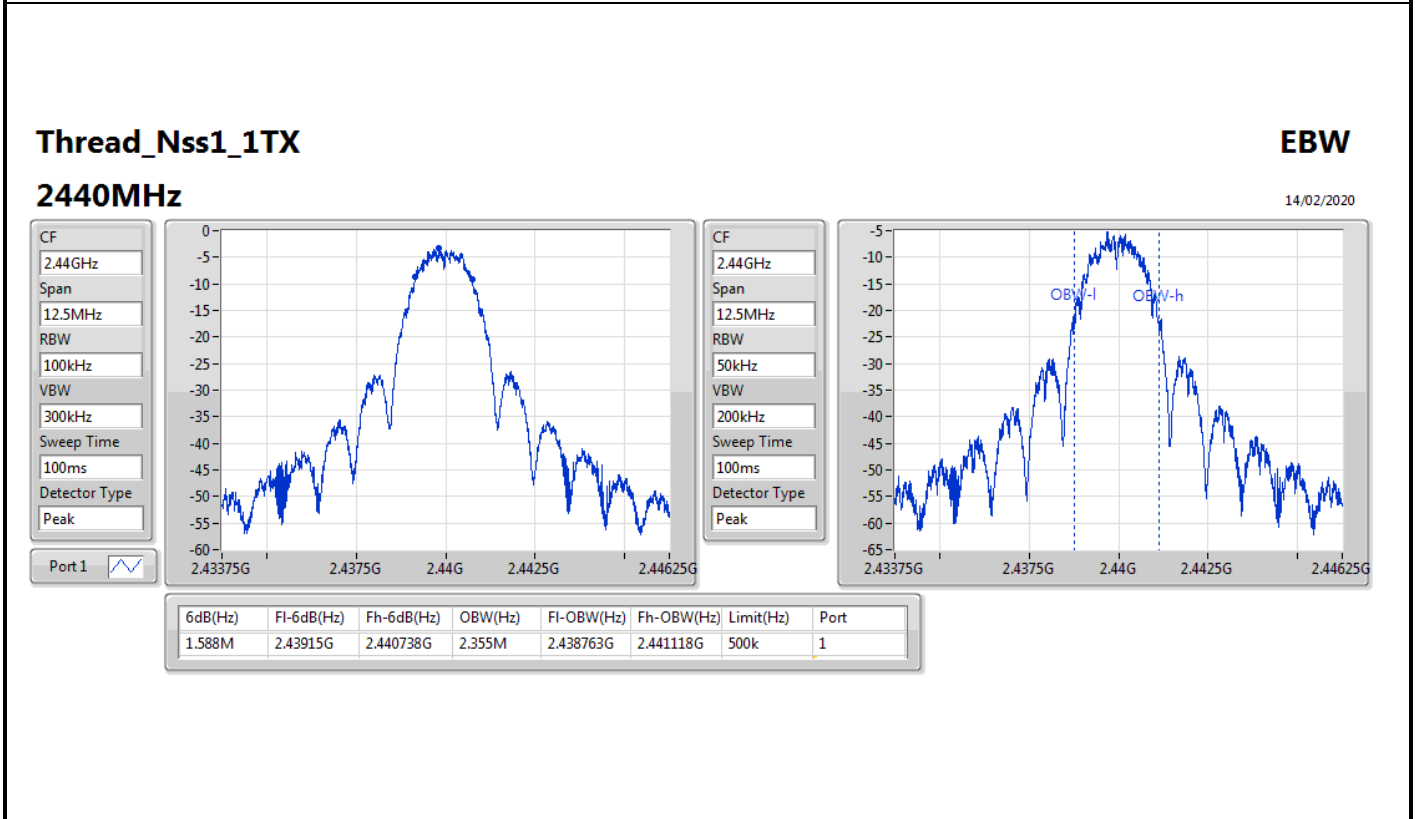 Thread_Nss1_1TX EBW
2440MHz 14/02/2020
CF
2.44GHz
Span
12.5MHz
RBW
100kHz
VBW
300kHz
Sweep Time
100ms
Detector Type
Peak
Port 1
0
-5
-10
-15
-20
-25
-30
-35
-40
-45
-50
-55
-60
2.43375G 2.4375G 2.44G 2.4425G 2.44625G
CF
2.44GHz
Span
12.5MHz
RBW
50kHz
VBW
200kHz
Sweep Time
100ms
Detector Type
Peak
-5
-10
-15
-20
-25
-30
-35
-40
-45
-50
-55
-60
-65
OBW-l OBW-h
2.43375G 2.4375G 2.44G 2.4425G 2.44625G
6dB(Hz) Fl-6dB(Hz) Fh-6dB(Hz) OBW(Hz) Fl-OBW(Hz) Fh-OBW(Hz) Limit(Hz) Port
1.588M 2.43915G 2.440738G 2.355M 2.438763G 2.441118G 500k 1